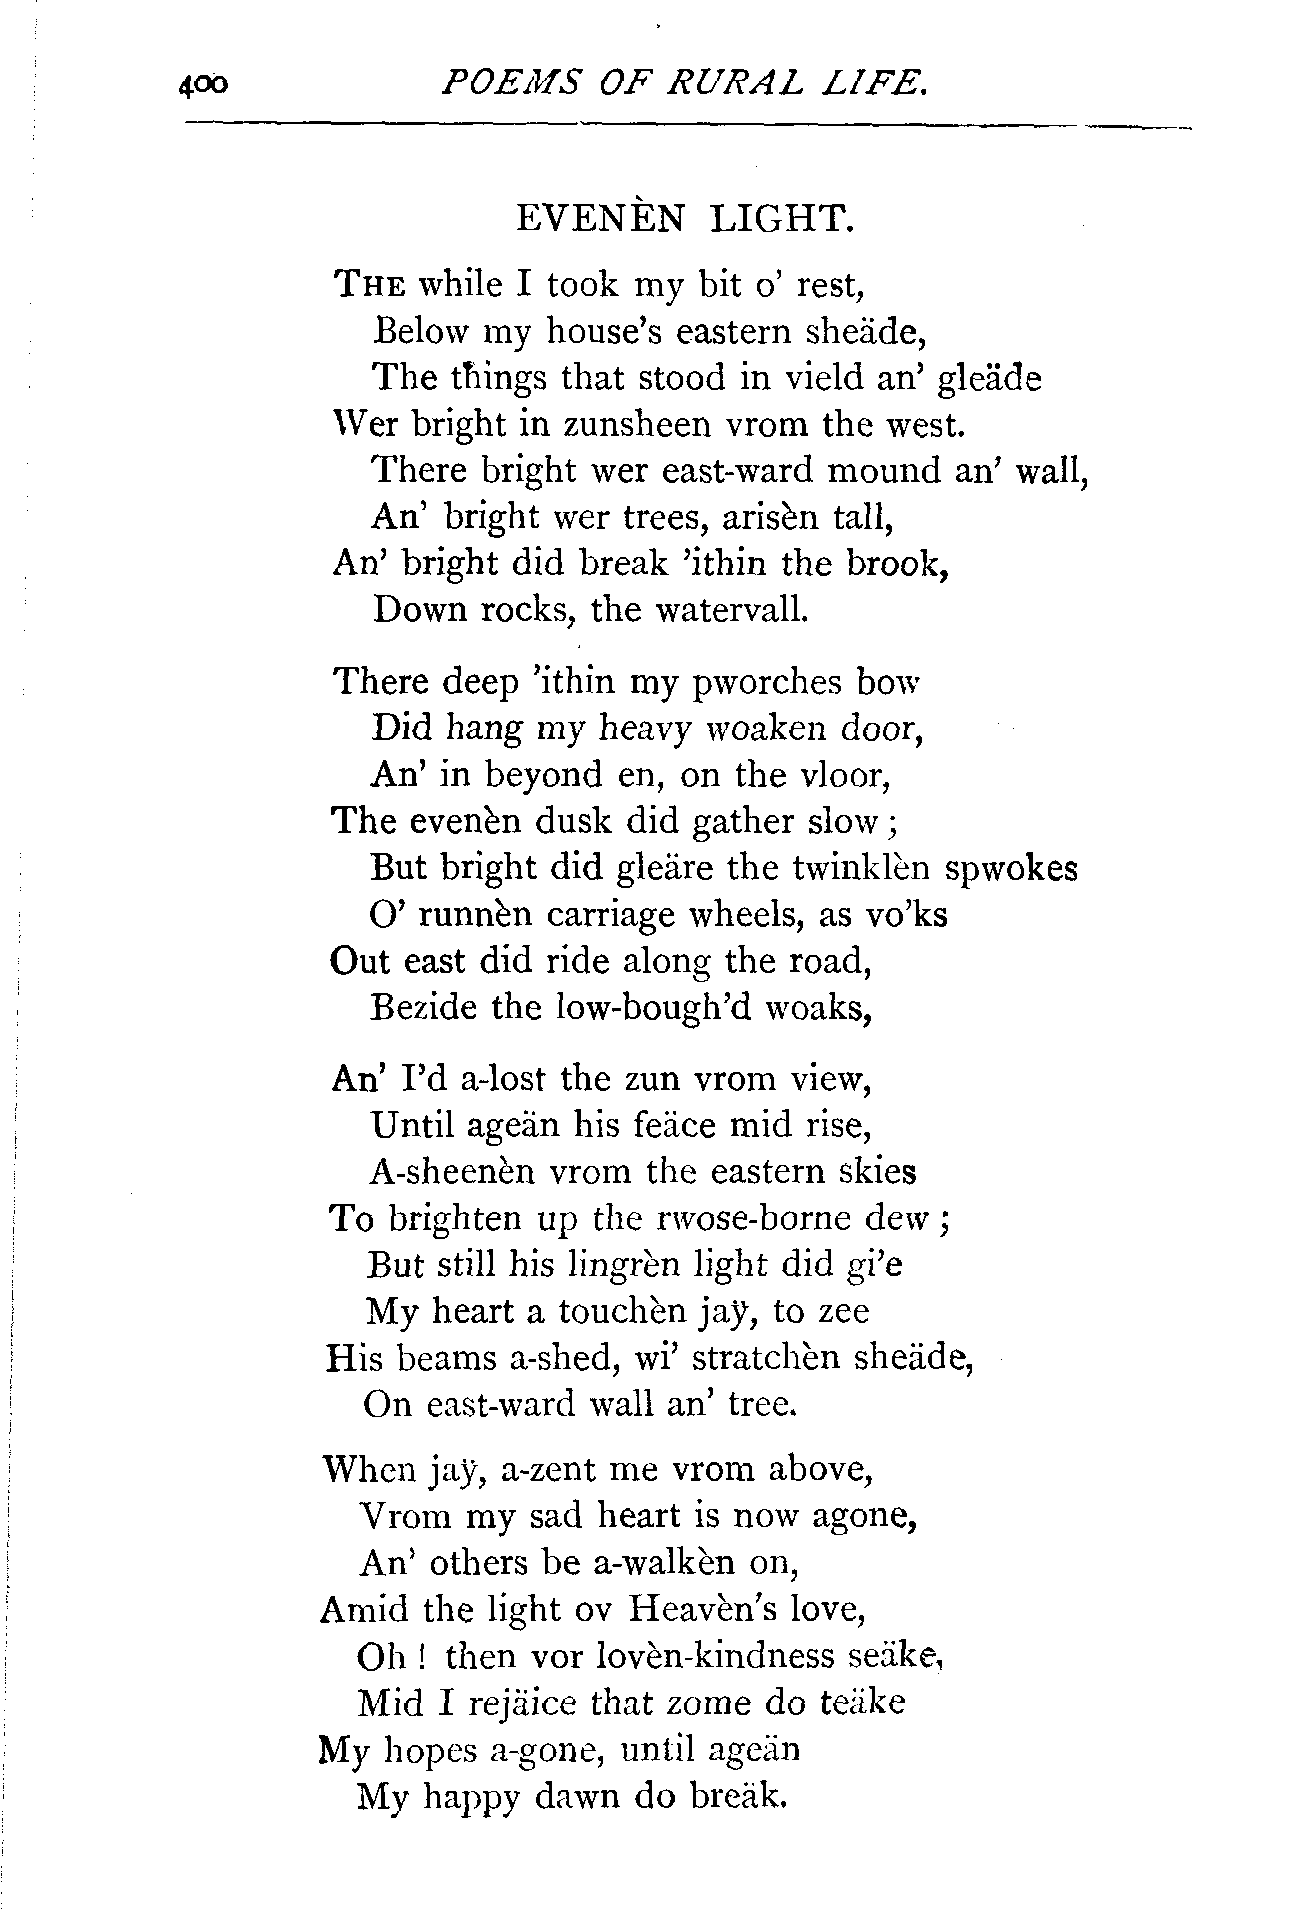 400 POEMS OF RURAL LIFE.
EVENÈN LIGHT.
THE while I took my bit o' rest,
Below my house's eastern sheäde,
The things that stood in vield an' gleäde
Wer bright in zunsheen vrom the west.
There bright wer east-ward mound an' wall,
An' bright wer trees, arisèn tall,
An' bright did break 'ithin the brook,
Down rocks, the watervall.
There deep 'ithin my pworches bow
Did hang my heavy woaken door,
An' in beyond en, on the vloor,
The evenèn dusk did gather slow ;
But bright did gleäre the twinklèn spwokes
O' runnèn carriage wheels, as vo'ks
Out east did ride along the road,
Bezide the low-bough'd woaks,
An' I'd a-lost the zun vrom view,
Until ageän his feäce mid rise,
A-sheenèn vrom the eastern skies
To brighten up the rwose-borne dew ;
But still his lingrèn light did gi'e
My heart a touchèn jaÿ, to zee
His beams a-shed, wi' stratchèn sheäde,
On east-ward wall an' tree.
When jaÿ, a-zent me vrom above,
Vrom my sad heart is now agone,
An' others be a-walkèn on,
Amid the light ov Heavèn's love,
Oh ! then vor lovèn-kindness seäke,
Mid I rejäice that zome do teäke
My hopes a-gone, until ageän
My happy dawn do breäk.